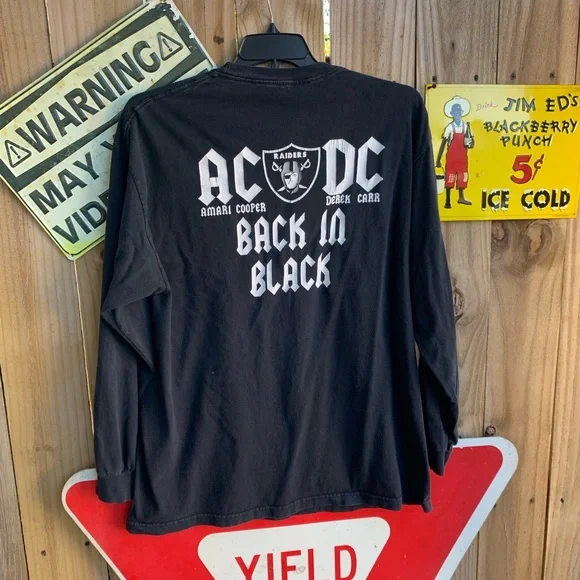 WARNING
MAY
VID
AC RAIDERS DC
AMARI COOPER DEREK CARR
BACK IN
BLACK
Drink JIM ED'S
BLACKBERRY
PUNCH
5¢
ICE COLD
YIELD